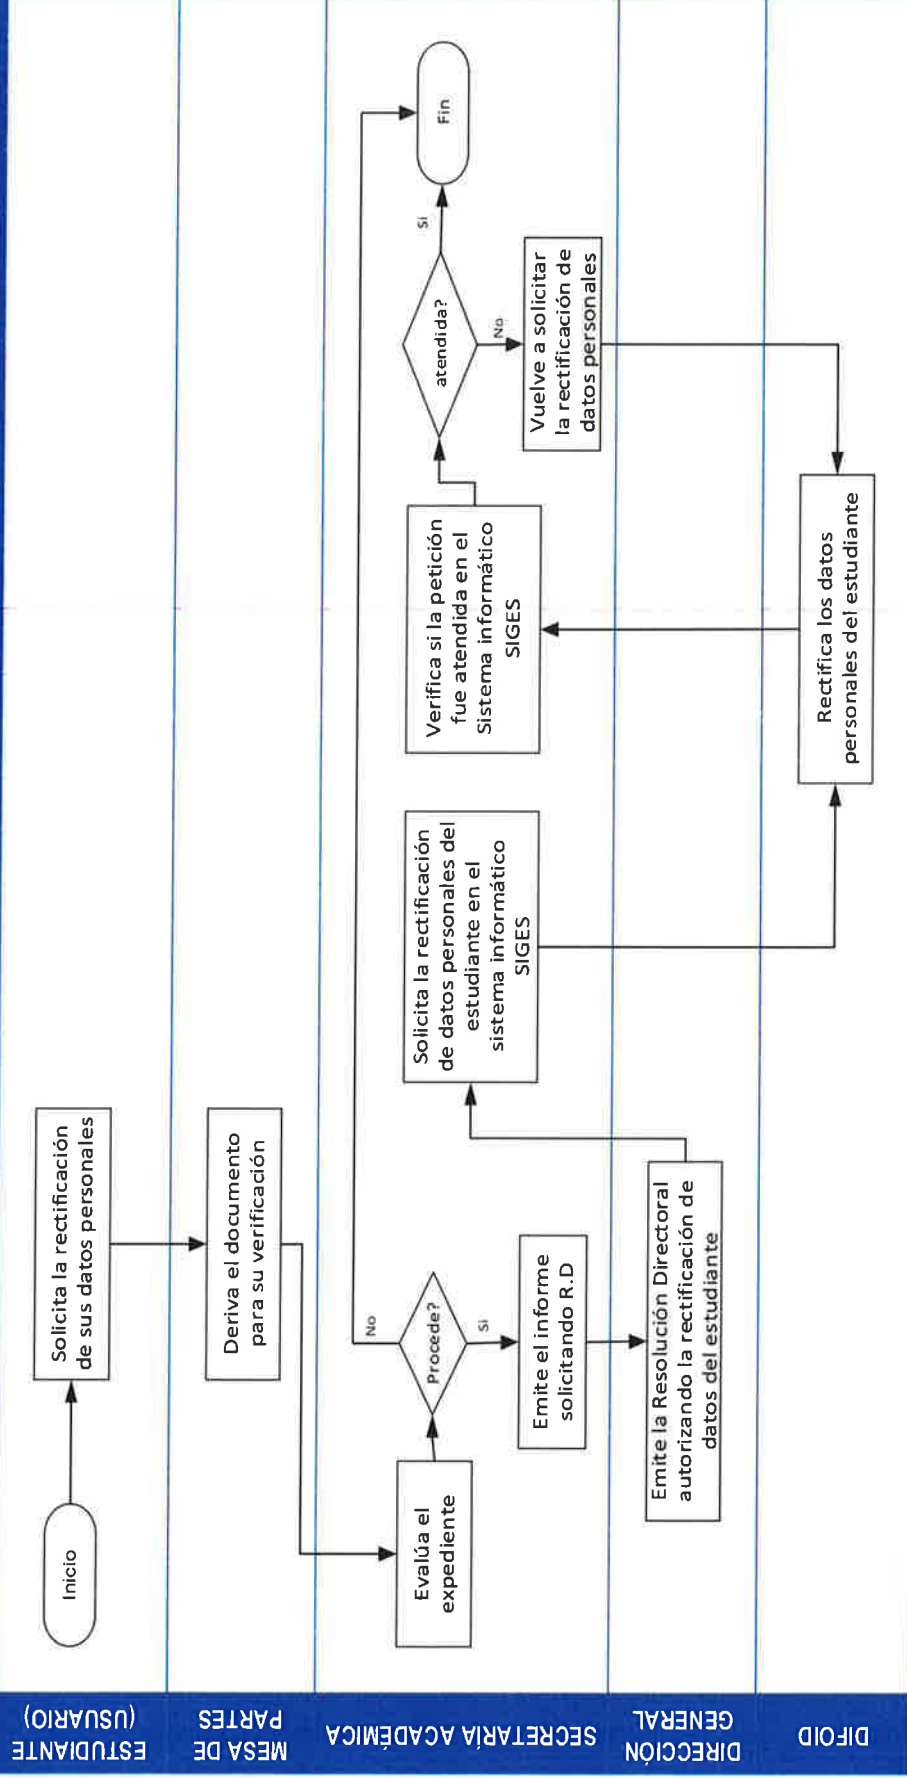 ESTUDIANTE
(USUARIO)
Inicio
Solicita la rectificación
de sus datos personales
MESA DE
PARTES
Deriva el documento
para su verificación
SECRETARÍA ACADÉMICA
Evalúa el
expediente
Procede?
No
Si
Emite el informe
solicitando R.D
Solicita la rectificación
de datos personales del
estudiante en el
sistema informático
SIGES
Verifica si la petición
fue atendida en el
Sistema informático
SIGES
atendida?
Si
No
Vuelve a solicitar
la rectificación de
datos personales
Fin
DIRECCIÓN
GENERAL
Emite la Resolución Directoral
autorizando la rectificación de
datos del estudiante
DIFOID
Rectifica los datos
personales del estudiante